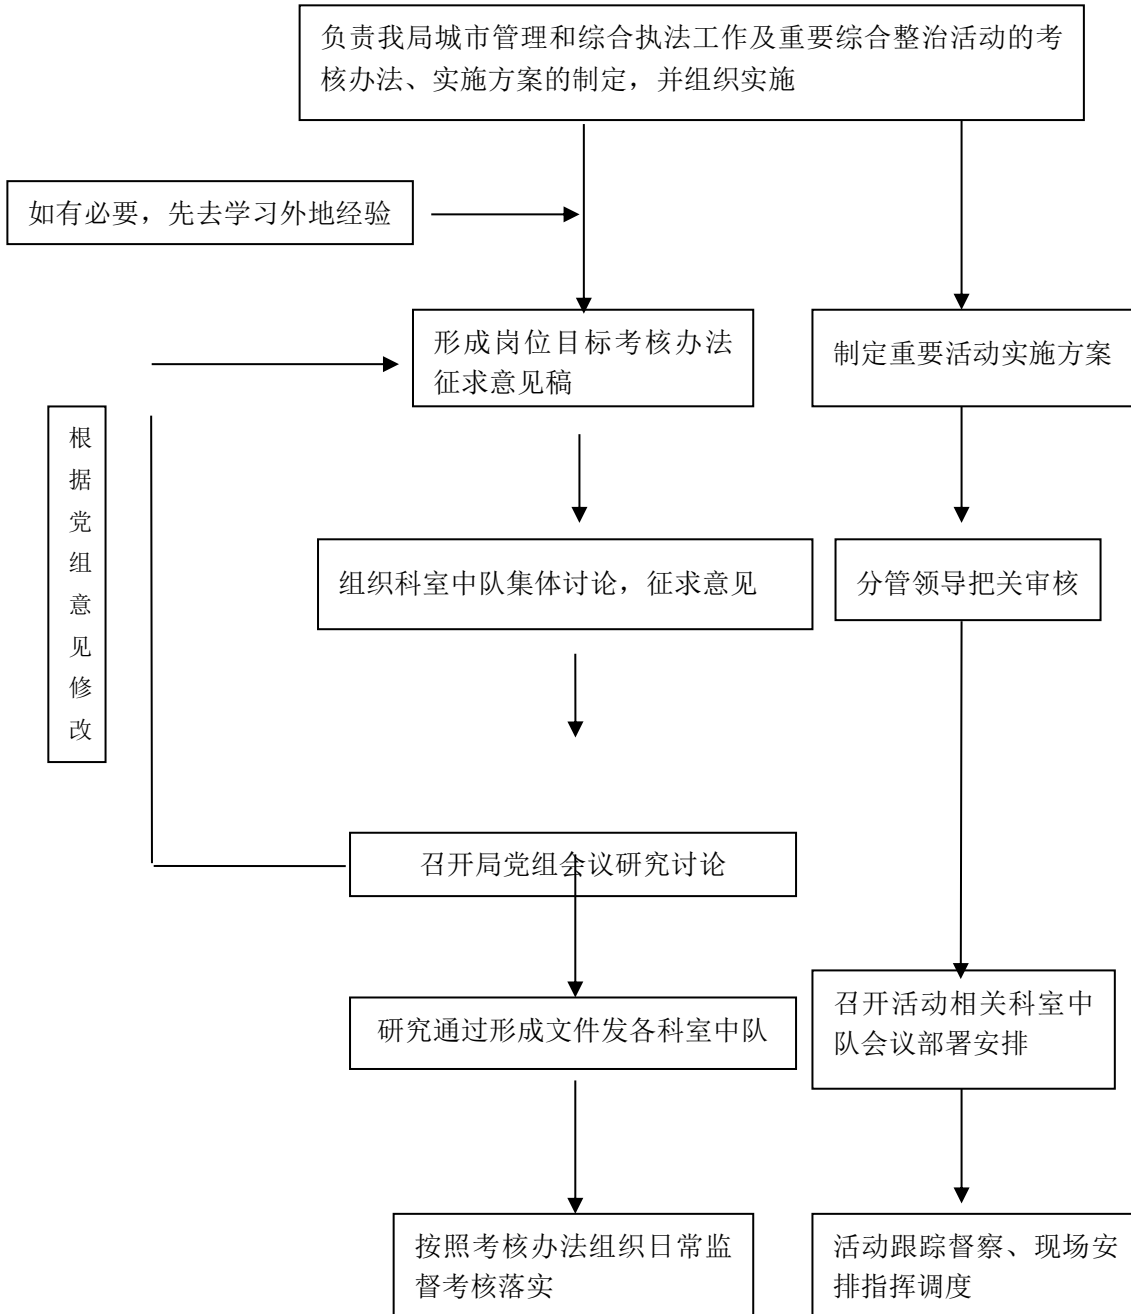 负责我局城市管理和综合执法工作及重要综合整治活动的考
核办法、实施方案的制定，并组织实施
如有必要，先去学习外地经验
形成岗位目标考核办法
征求意见稿
制定重要活动实施方案
根
据
党
组
意
见
修
改
组织科室中队集体讨论，征求意见
分管领导把关审核
召开局党组会议研究讨论
研究通过形成文件发各科室中队
召开活动相关科室中
队会议部署安排
按照考核办法组织日常监
督考核落实
活动跟踪督察、现场安
排指挥调度